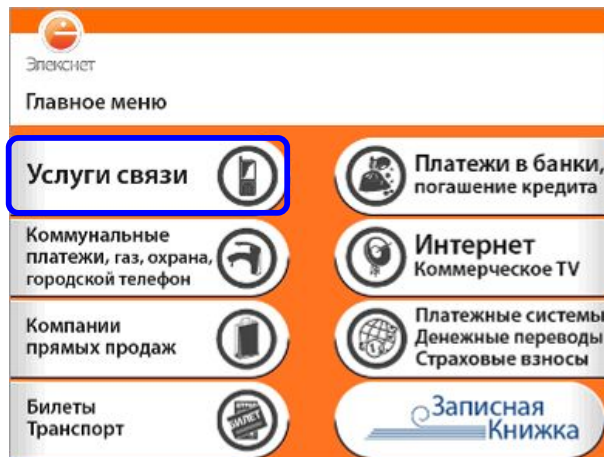 Элекснет
Главное меню
Услуги связи
Платежи в банки,
погашение кредита
Коммунальные
платежи, газ, охрана,
городской телефон
Интернет
Коммерческое TV
Компании
прямых продаж
Платежные системы
Денежные переводы
Страховые взносы
Билеты
Транспорт
БИЛЕТ
Записная
Книжка